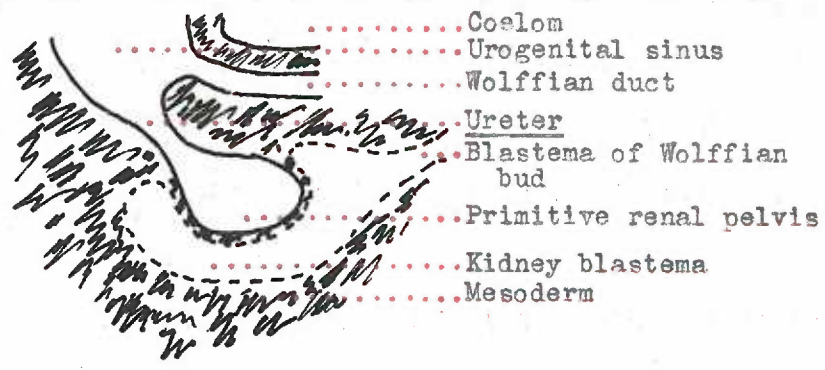 Coelom
Urogenital sinus
Wolffian duct
Ureter
Blastema of Wolffian
bud
Primitive renal pelvis
Kidney blastema
Mesoderm